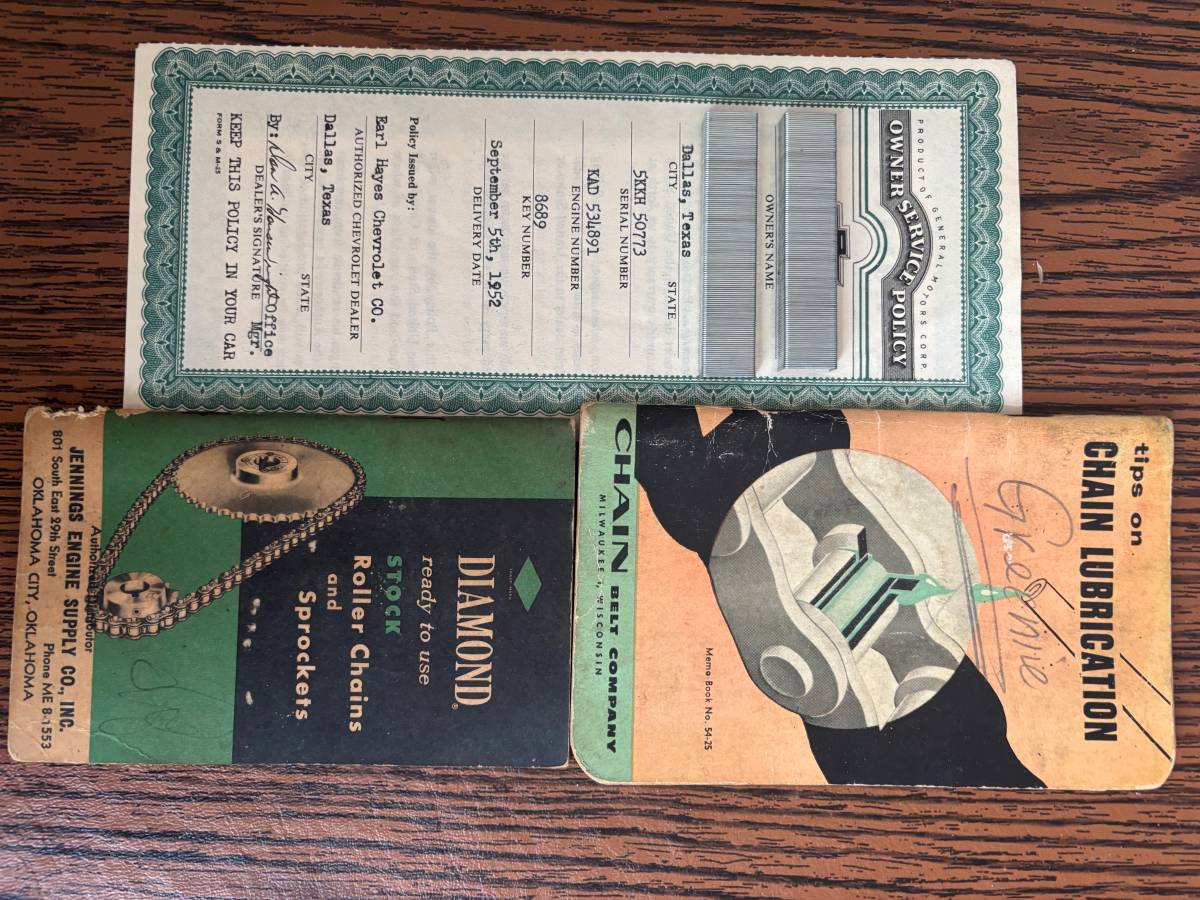 PRODUCT OF GENERAL MOTORS CORP.
OWNER SERVICE POLICY
OWNER'S NAME
Dallas, Texas
CITY STATE
5KKH 50773
SERIAL NUMBER
KAD 534891
ENGINE NUMBER
8689
KEY NUMBER
September 5th, 1952
DELIVERY DATE
Policy Issued by:
Earl Hayes Chevrolet CO.
AUTHORIZED CHEVROLET DEALER
Dallas, Texas
CITY STATE
By: Office
DEALER'S SIGNATURE Mgr.
KEEP THIS POLICY IN YOUR CAR
FORM S & M-15
tips on
CHAIN LUBRICATION
Memo Book No. 54-25
CHAIN BELT COMPANY
MILWAUKEE 1, WISCONSIN
DIAMOND®
ready to use
STOCK
Roller Chains
and
Sprockets
Authorized Distributor
JENNINGS ENGINE SUPPLY CO., INC.
801 South East 29th Street Phone ME 8-1553
OKLAHOMA CITY, OKLAHOMA